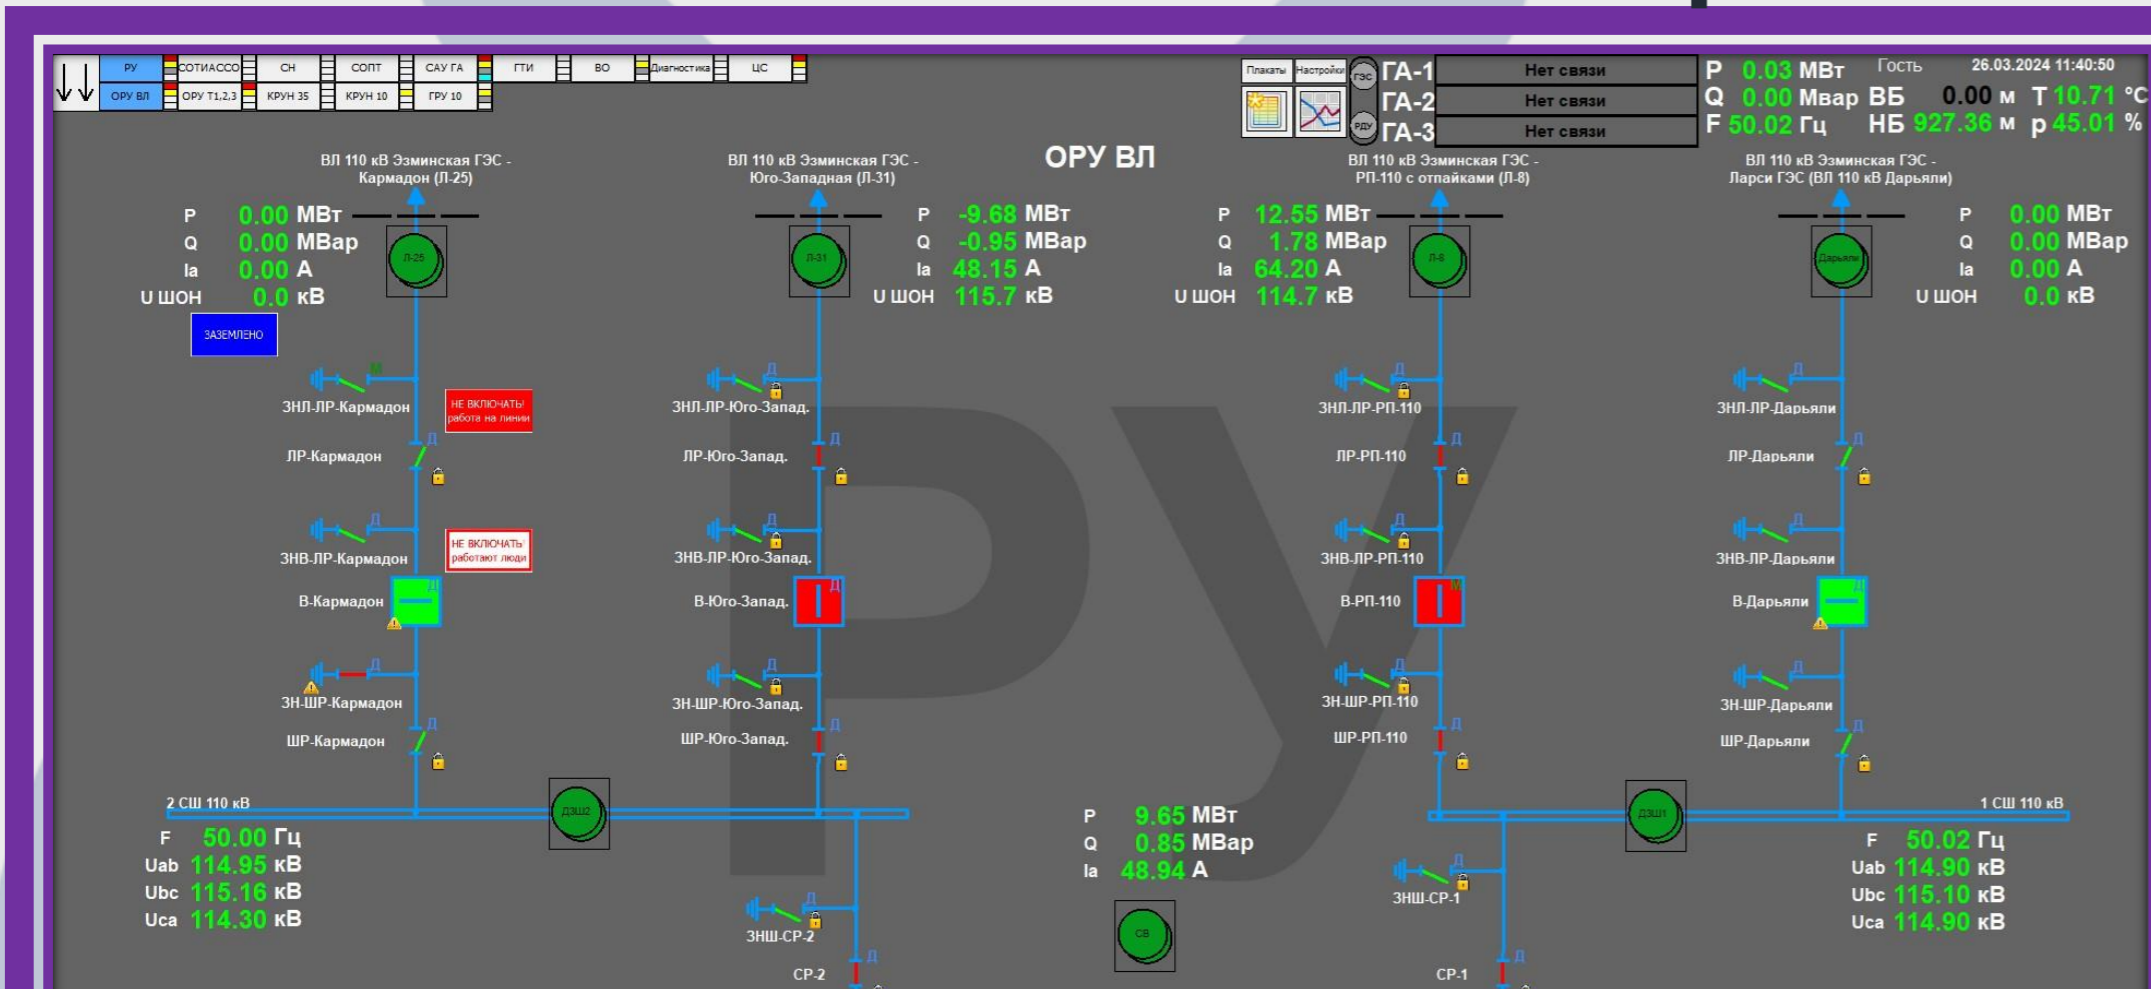 РУ СОТИАССО СН СОПТ САУ ГА ГТИ ВО Диагностика ЦС
ОРУ ВЛ ОРУ Т1,2,3 КРУН 35 КРУН 10 ГРУ 10
Плакаты Настройки ГЭС РДУ
ГА-1 Нет связи
ГА-2 Нет связи
ГА-3 Нет связи
P 0.03 МВт Гость 26.03.2024 11:40:50
Q 0.00 Мвар ВБ 0.00 м T 10.71 °C
F 50.02 Гц НБ 927.36 м p 45.01 %
ОРУ ВЛ
ВЛ 110 кВ Эзминская ГЭС -
Кармадон (Л-25)
P 0.00 МВт
Q 0.00 МВар
Ia 0.00 А
U ШОН 0.0 кВ
Л-25
ЗАЗЕМЛЕНО
М
ЗНЛ-ЛР-Кармадон
НЕ ВКЛЮЧАТЬ!
работа на линии
Д
ЛР-Кармадон
Д
ЗНВ-ЛР-Кармадон
НЕ ВКЛЮЧАТЬ!
работают люди
В-Кармадон Д
Д
ЗН-ШР-Кармадон
Д
ШР-Кармадон
ВЛ 110 кВ Эзминская ГЭС -
Юго-Западная (Л-31)
P -9.68 МВт
Q -0.95 МВар
Ia 48.15 А
U ШОН 115.7 кВ
Л-31
Д
ЗНЛ-ЛР-Юго-Запад.
Д
ЛР-Юго-Запад.
Д
ЗНВ-ЛР-Юго-Запад.
В-Юго-Запад. Д
Д
ЗН-ШР-Юго-Запад.
Д
ШР-Юго-Запад.
ВЛ 110 кВ Эзминская ГЭС -
РП-110 с отпайками (Л-8)
P 12.55 МВт
Q 1.78 МВар
Ia 64.20 А
U ШОН 114.7 кВ
Л-8
Д
ЗНЛ-ЛР-РП-110
Д
ЛР-РП-110
Д
ЗНВ-ЛР-РП-110
В-РП-110 М
Д
ЗН-ШР-РП-110
Д
ШР-РП-110
ВЛ 110 кВ Эзминская ГЭС -
Ларси ГЭС (ВЛ 110 кВ Дарьяли)
P 0.00 МВт
Q 0.00 МВар
Ia 0.00 А
U ШОН 0.0 кВ
Дарьяли
Д
ЗНЛ-ЛР-Дарьяли
Д
ЛР-Дарьяли
Д
ЗНВ-ЛР-Дарьяли
В-Дарьяли Д
Д
ЗН-ШР-Дарьяли
Д
ШР-Дарьяли
РУ
2 СШ 110 кВ
ДЗШ2
F 50.00 Гц
Uab 114.95 кВ
Ubc 115.16 кВ
Uca 114.30 кВ
Д
ЗНШ-СР-2
Д
СР-2
P 9.65 МВт
Q 0.85 МВар
Ia 48.94 А
СВ
1 СШ 110 кВ
ДЗШ1
F 50.02 Гц
Uab 114.90 кВ
Ubc 115.10 кВ
Uca 114.90 кВ
Д
ЗНШ-СР-1
Д
СР-1